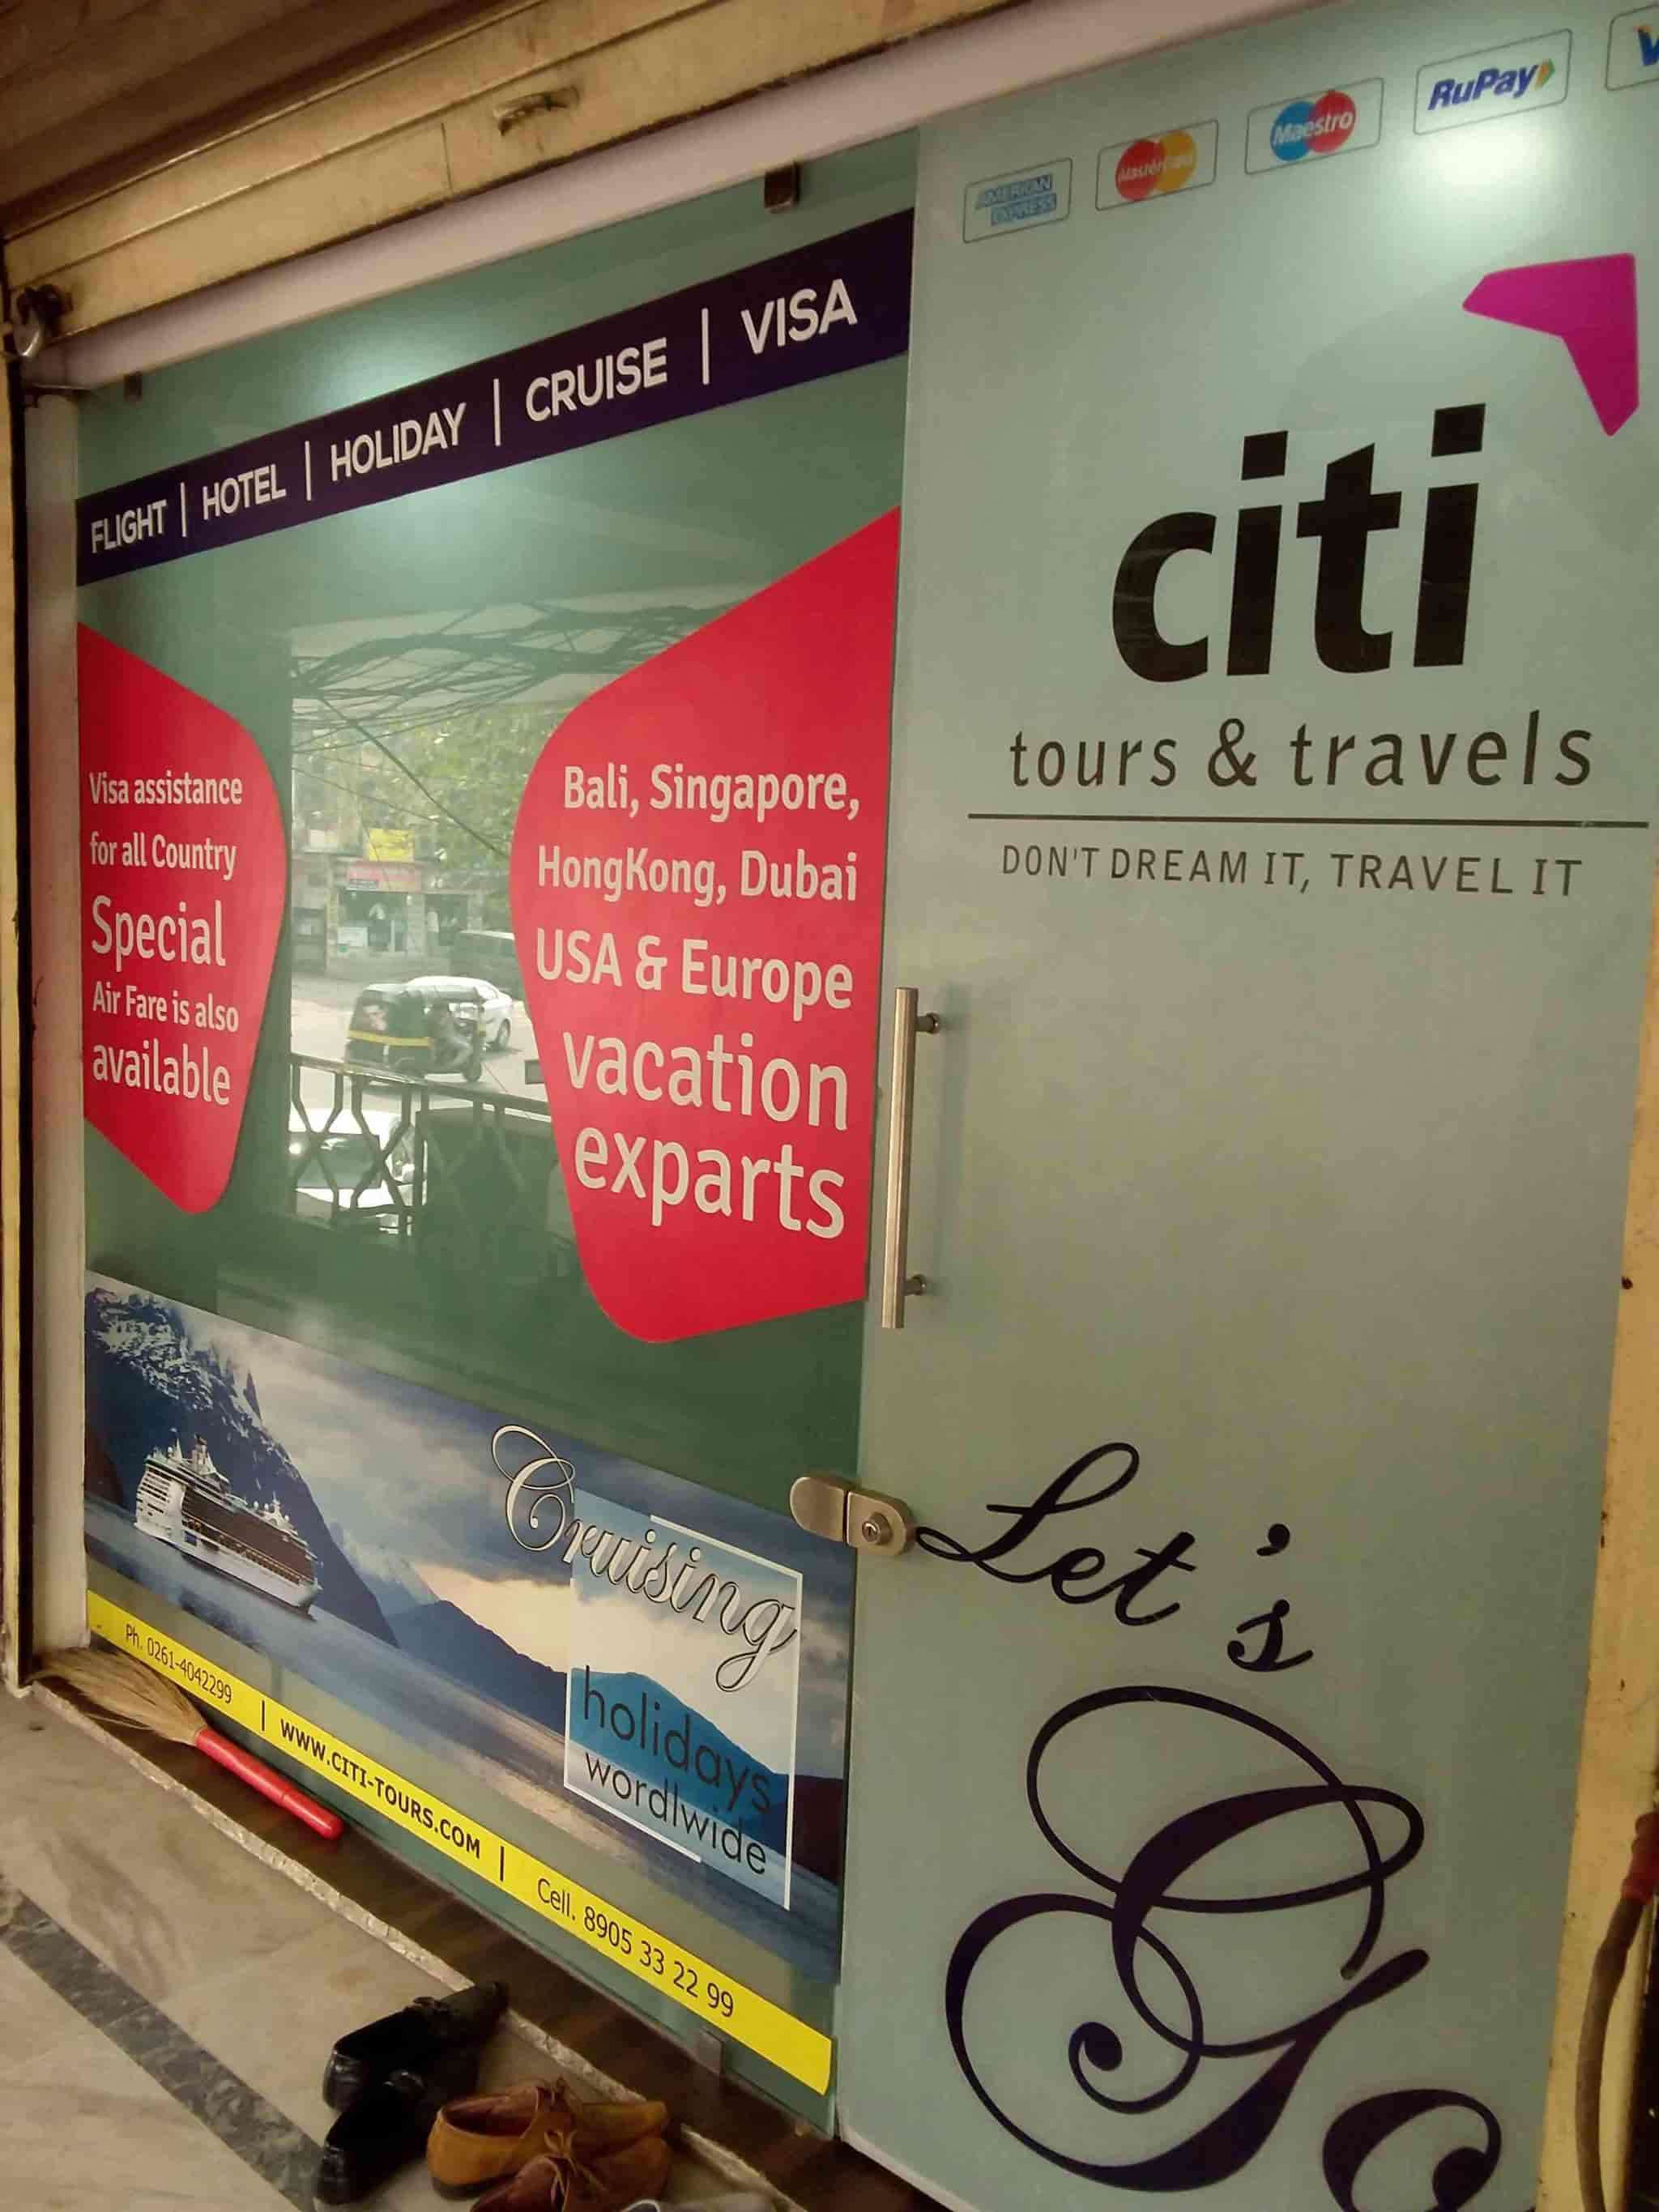 AMERICAN
EXPRESS
MasterCard
Maestro
RuPay
FLIGHT | HOTEL | HOLIDAY | CRUISE | VISA
citi
tours & travels
DON'T DREAM IT, TRAVEL IT
Visa assistance
for all Country
Special
Air Fare is also
available
Bali, Singapore,
HongKong, Dubai
USA & Europe
vacation
exparts
Cruising
holidays
wordlwide
Let's
Go
Ph. 0261-4042299 | WWW.CITI-TOURS.COM | Cell. 8905 33 22 99